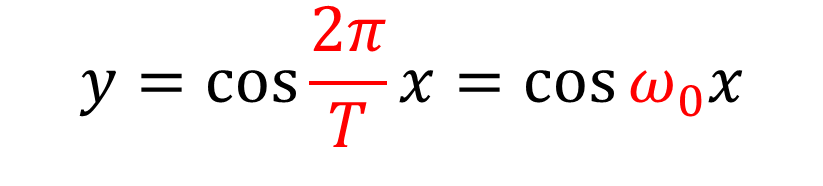 y = cos 2π/T x = cos ω₀x